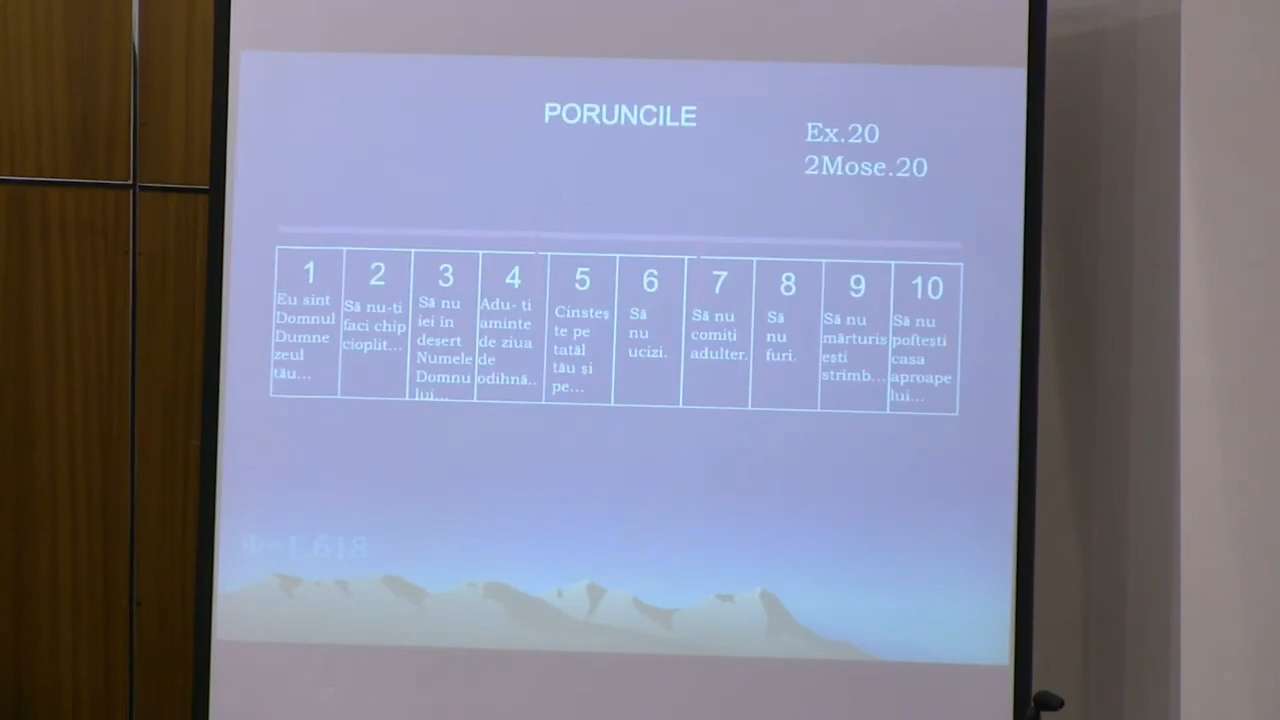 PORUNCILE
Ex.20
2Mose.20
1
Eu sint
Domnul
Dumne
zeul
tău...
2
Să nu-ti
faci chip
cioplit...
3
Să nu
iei în
desert
Numele
Domnu
lui...
4
Adu- ti
aminte
de ziua
de
odihnă..
5
Cinstes
te pe
tatăl
tău si
pe...
6
Să
nu
ucizi.
7
Să nu
comiti
adulter.
8
Să
nu
furi.
9
Să nu
mărturis
esti
strimb...
10
Să nu
poftesti
casa
aproape
lui...
Φ=1.618